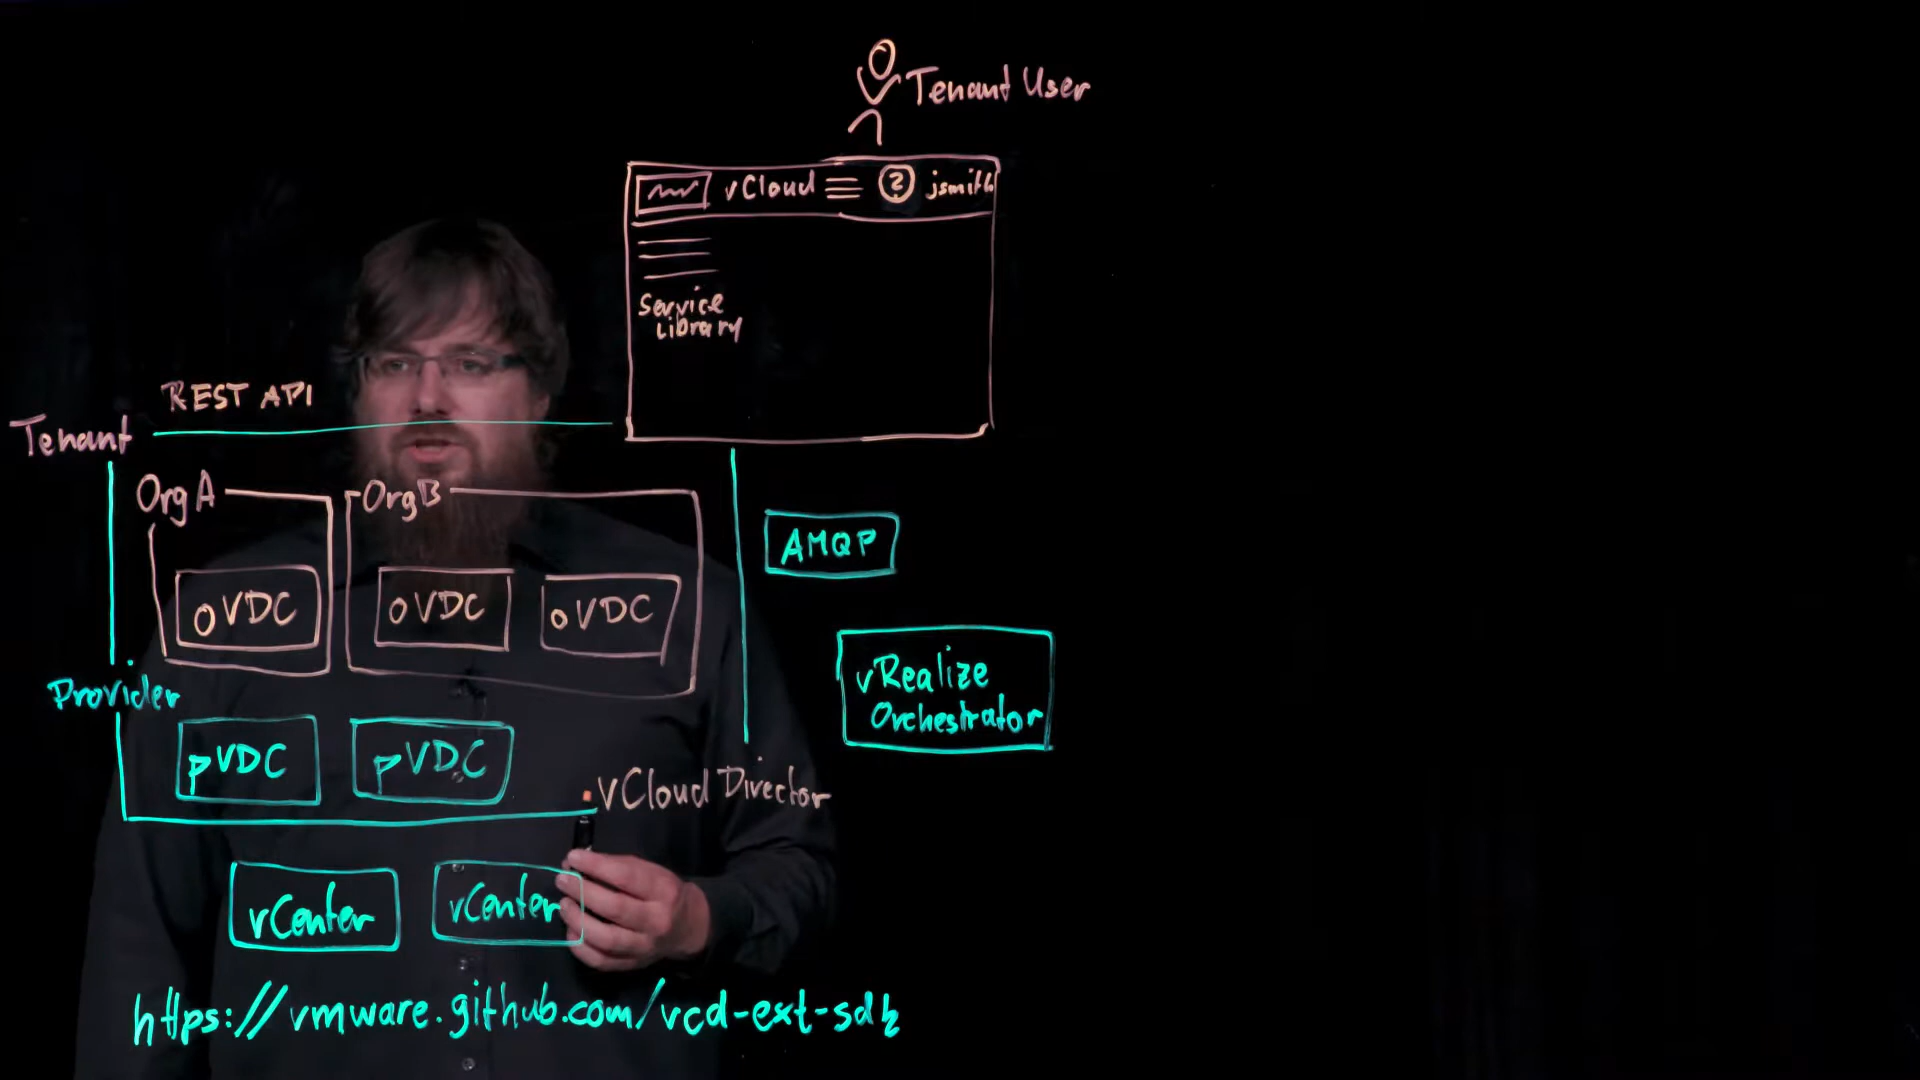 Tenant User
vCloud ? jsmith
Service
Library
REST API
Tenant
Org A
Org B
AMQP
oVDC
oVDC
oVDC
vRealize
Orchestrator
Provider
pVDC
pVDC
vCloud Director
vCenter
vCenter
https://vmware.github.com/vcd-ext-sdk